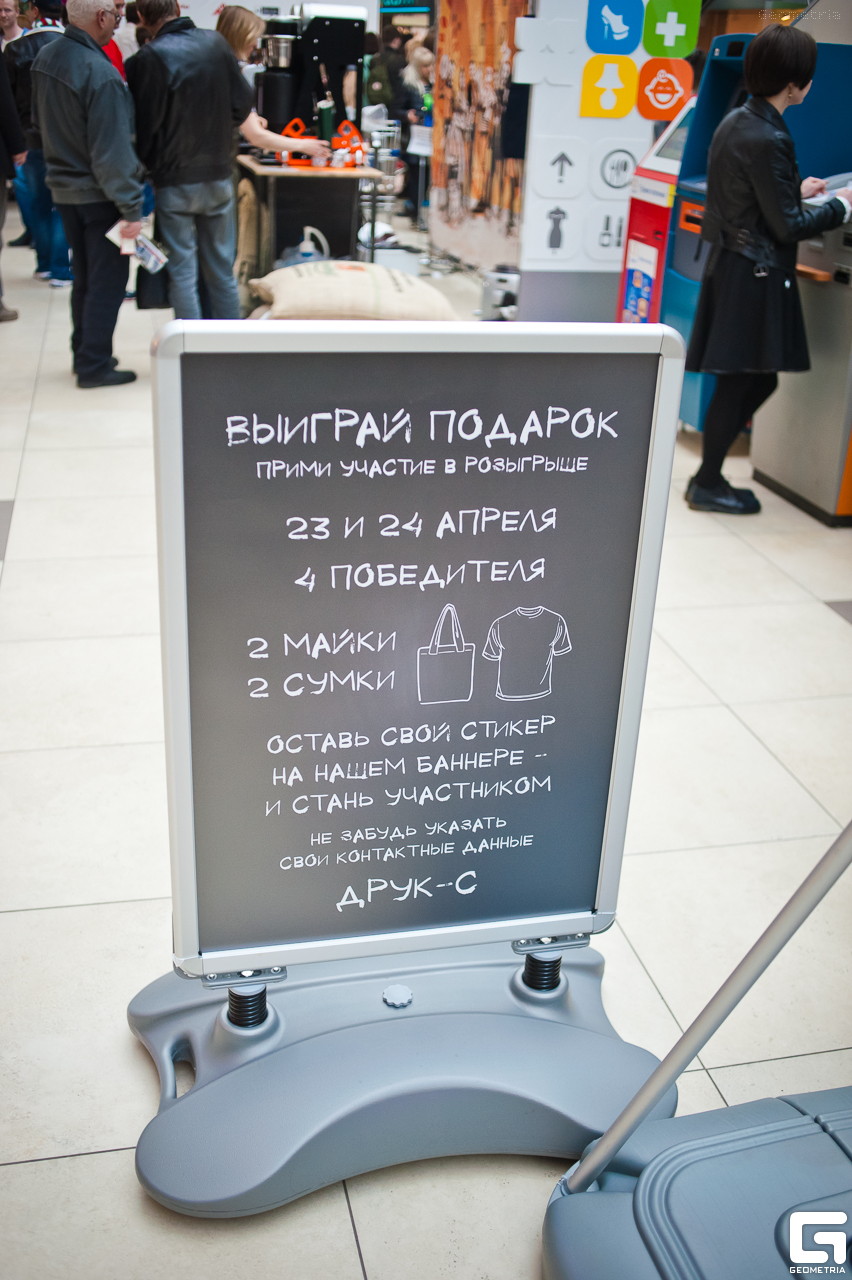 Geometria
ВЫИГРАЙ ПОДАРОК
ПРИМИ УЧАСТИЕ В РОЗЫГРЫШЕ
23 И 24 АПРЕЛЯ
4 ПОБЕДИТЕЛЯ
2 МАЙКИ
2 СУМКИ
ОСТАВЬ СВОЙ СТИКЕР
НА НАШЕМ БАННЕРЕ -
И СТАНЬ УЧАСТНИКОМ
НЕ ЗАБУДЬ УКАЗАТЬ
СВОИ КОНТАКТНЫЕ ДАННЫЕ
ДРУК-С
GEOMETRIA